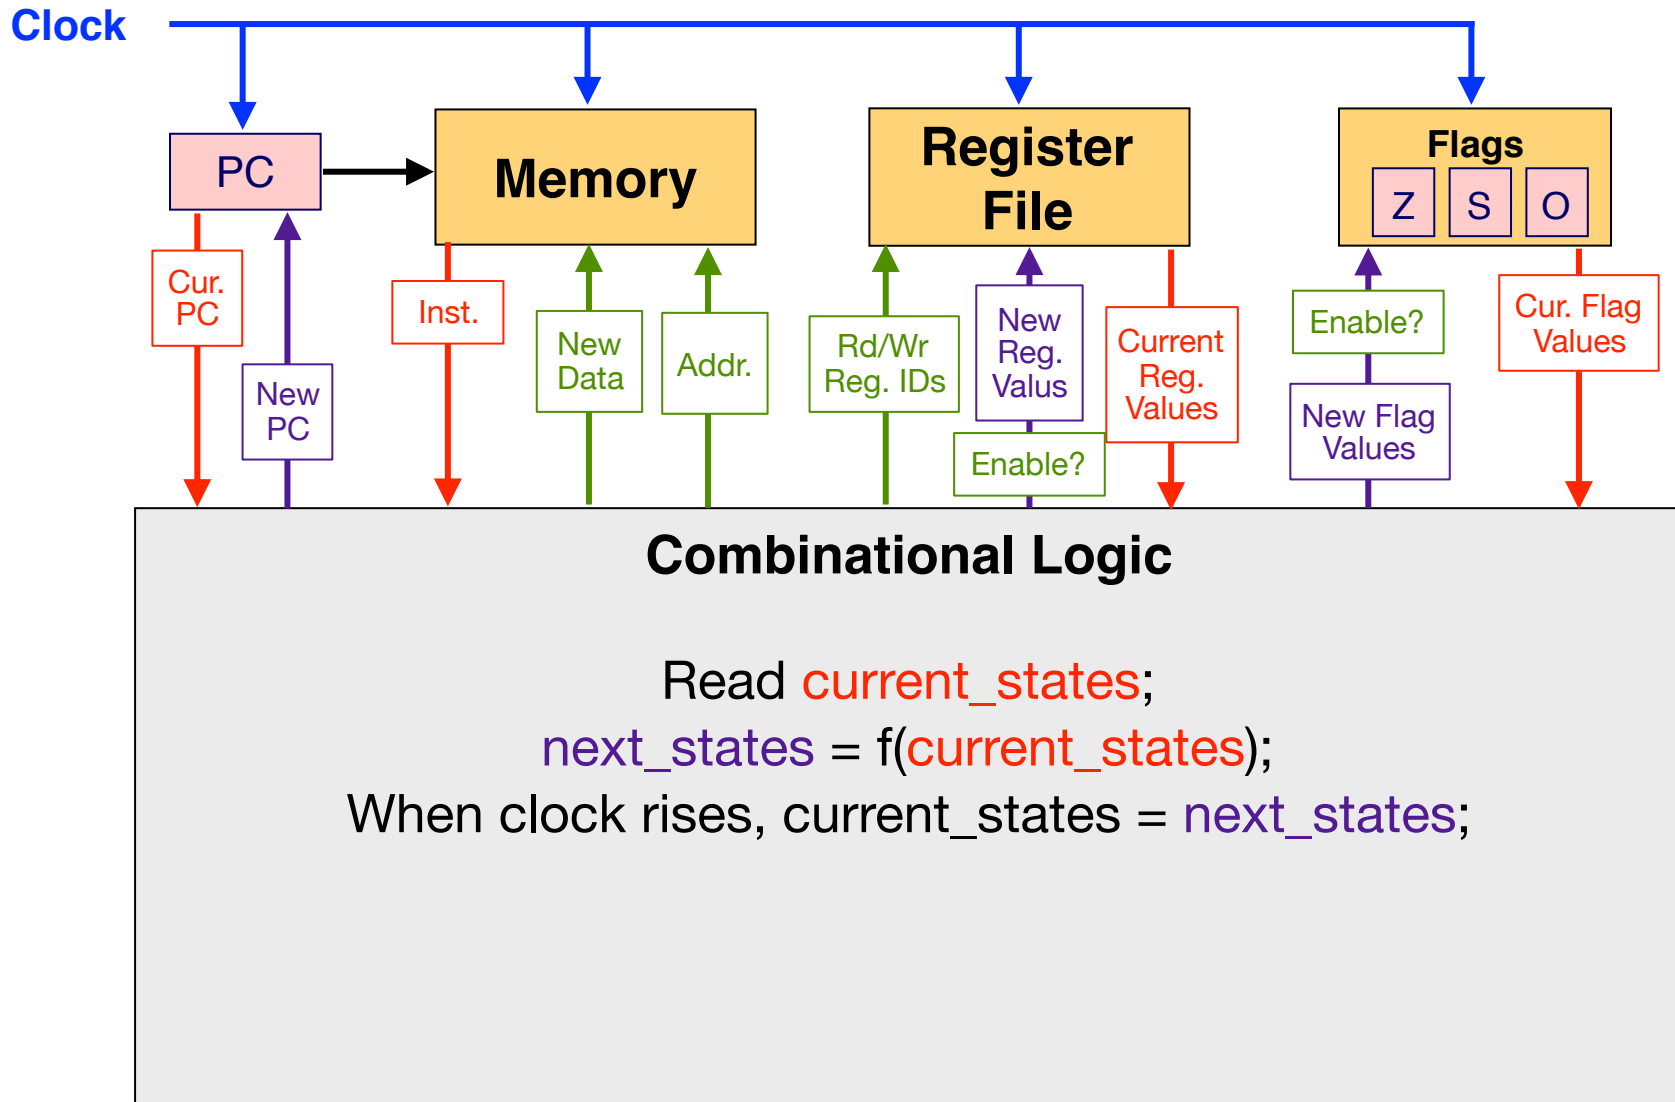 Clock
PC
Memory
Register
File
Flags
Z S O
Cur.
PC
New
PC
Inst.
New
Data
Addr.
Rd/Wr
Reg. IDs
New
Reg.
Valus
Enable?
Current
Reg.
Values
Enable?
New Flag
Values
Cur. Flag
Values
Combinational Logic
Read current_states;
next_states = f(current_states);
When clock rises, current_states = next_states;